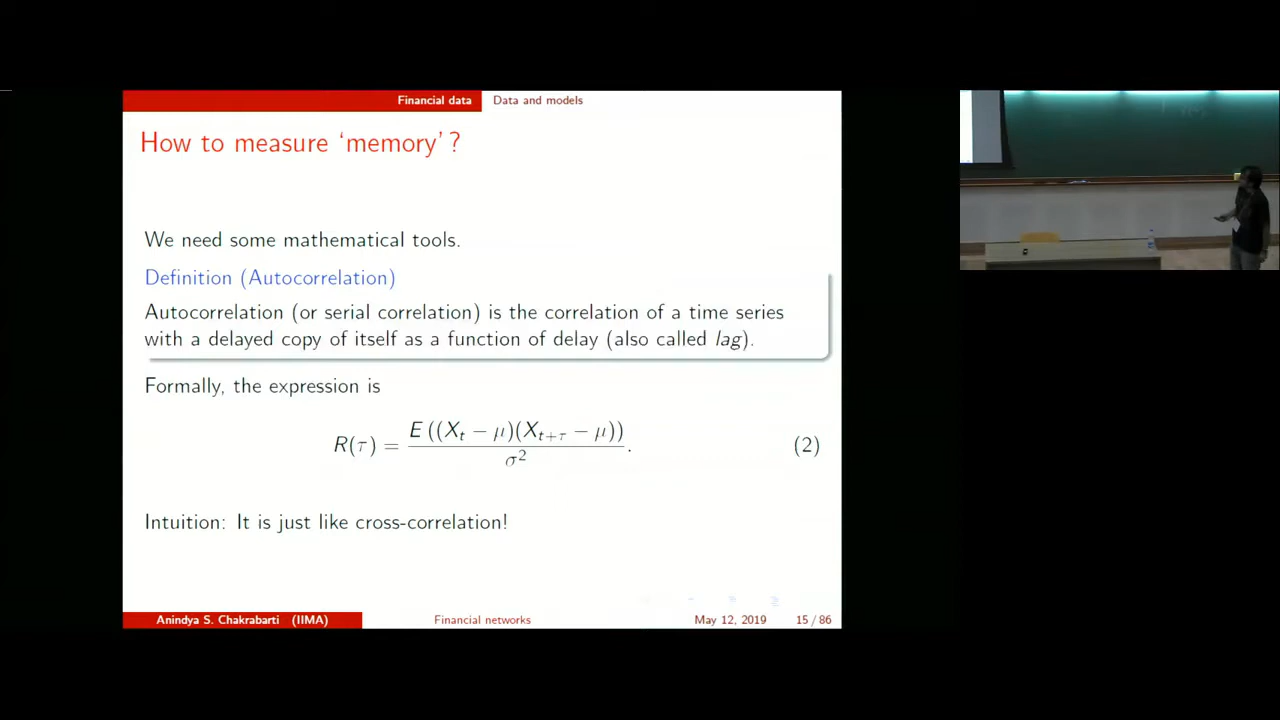 Financial data Data and models
How to measure ‘memory’?
We need some mathematical tools.
Definition (Autocorrelation)
Autocorrelation (or serial correlation) is the correlation of a time series
with a delayed copy of itself as a function of delay (also called lag).
Formally, the expression is
R(τ) = E ((X_t − μ)(X_{t+τ} − μ)) / σ² . (2)
Intuition: It is just like cross-correlation!
Anindya S. Chakrabarti (IIMA) Financial networks May 12, 2019 15 / 86